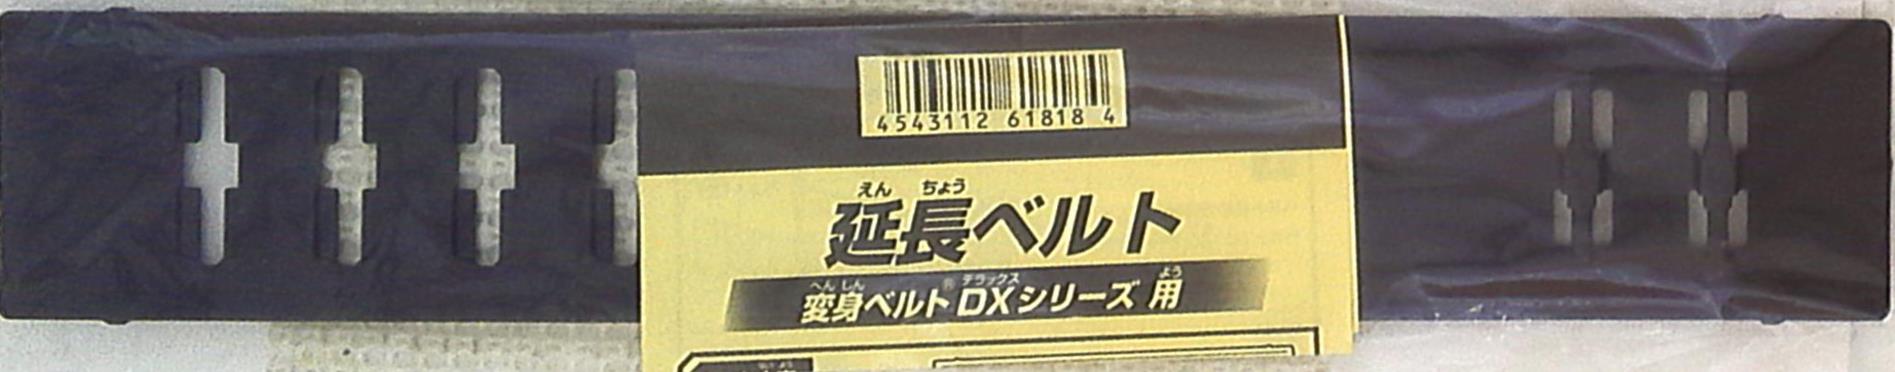 4543112 61818 4
えん ちょう
延長ベルト
へんしん デラックス よう
変身ベルト® DXシリーズ用